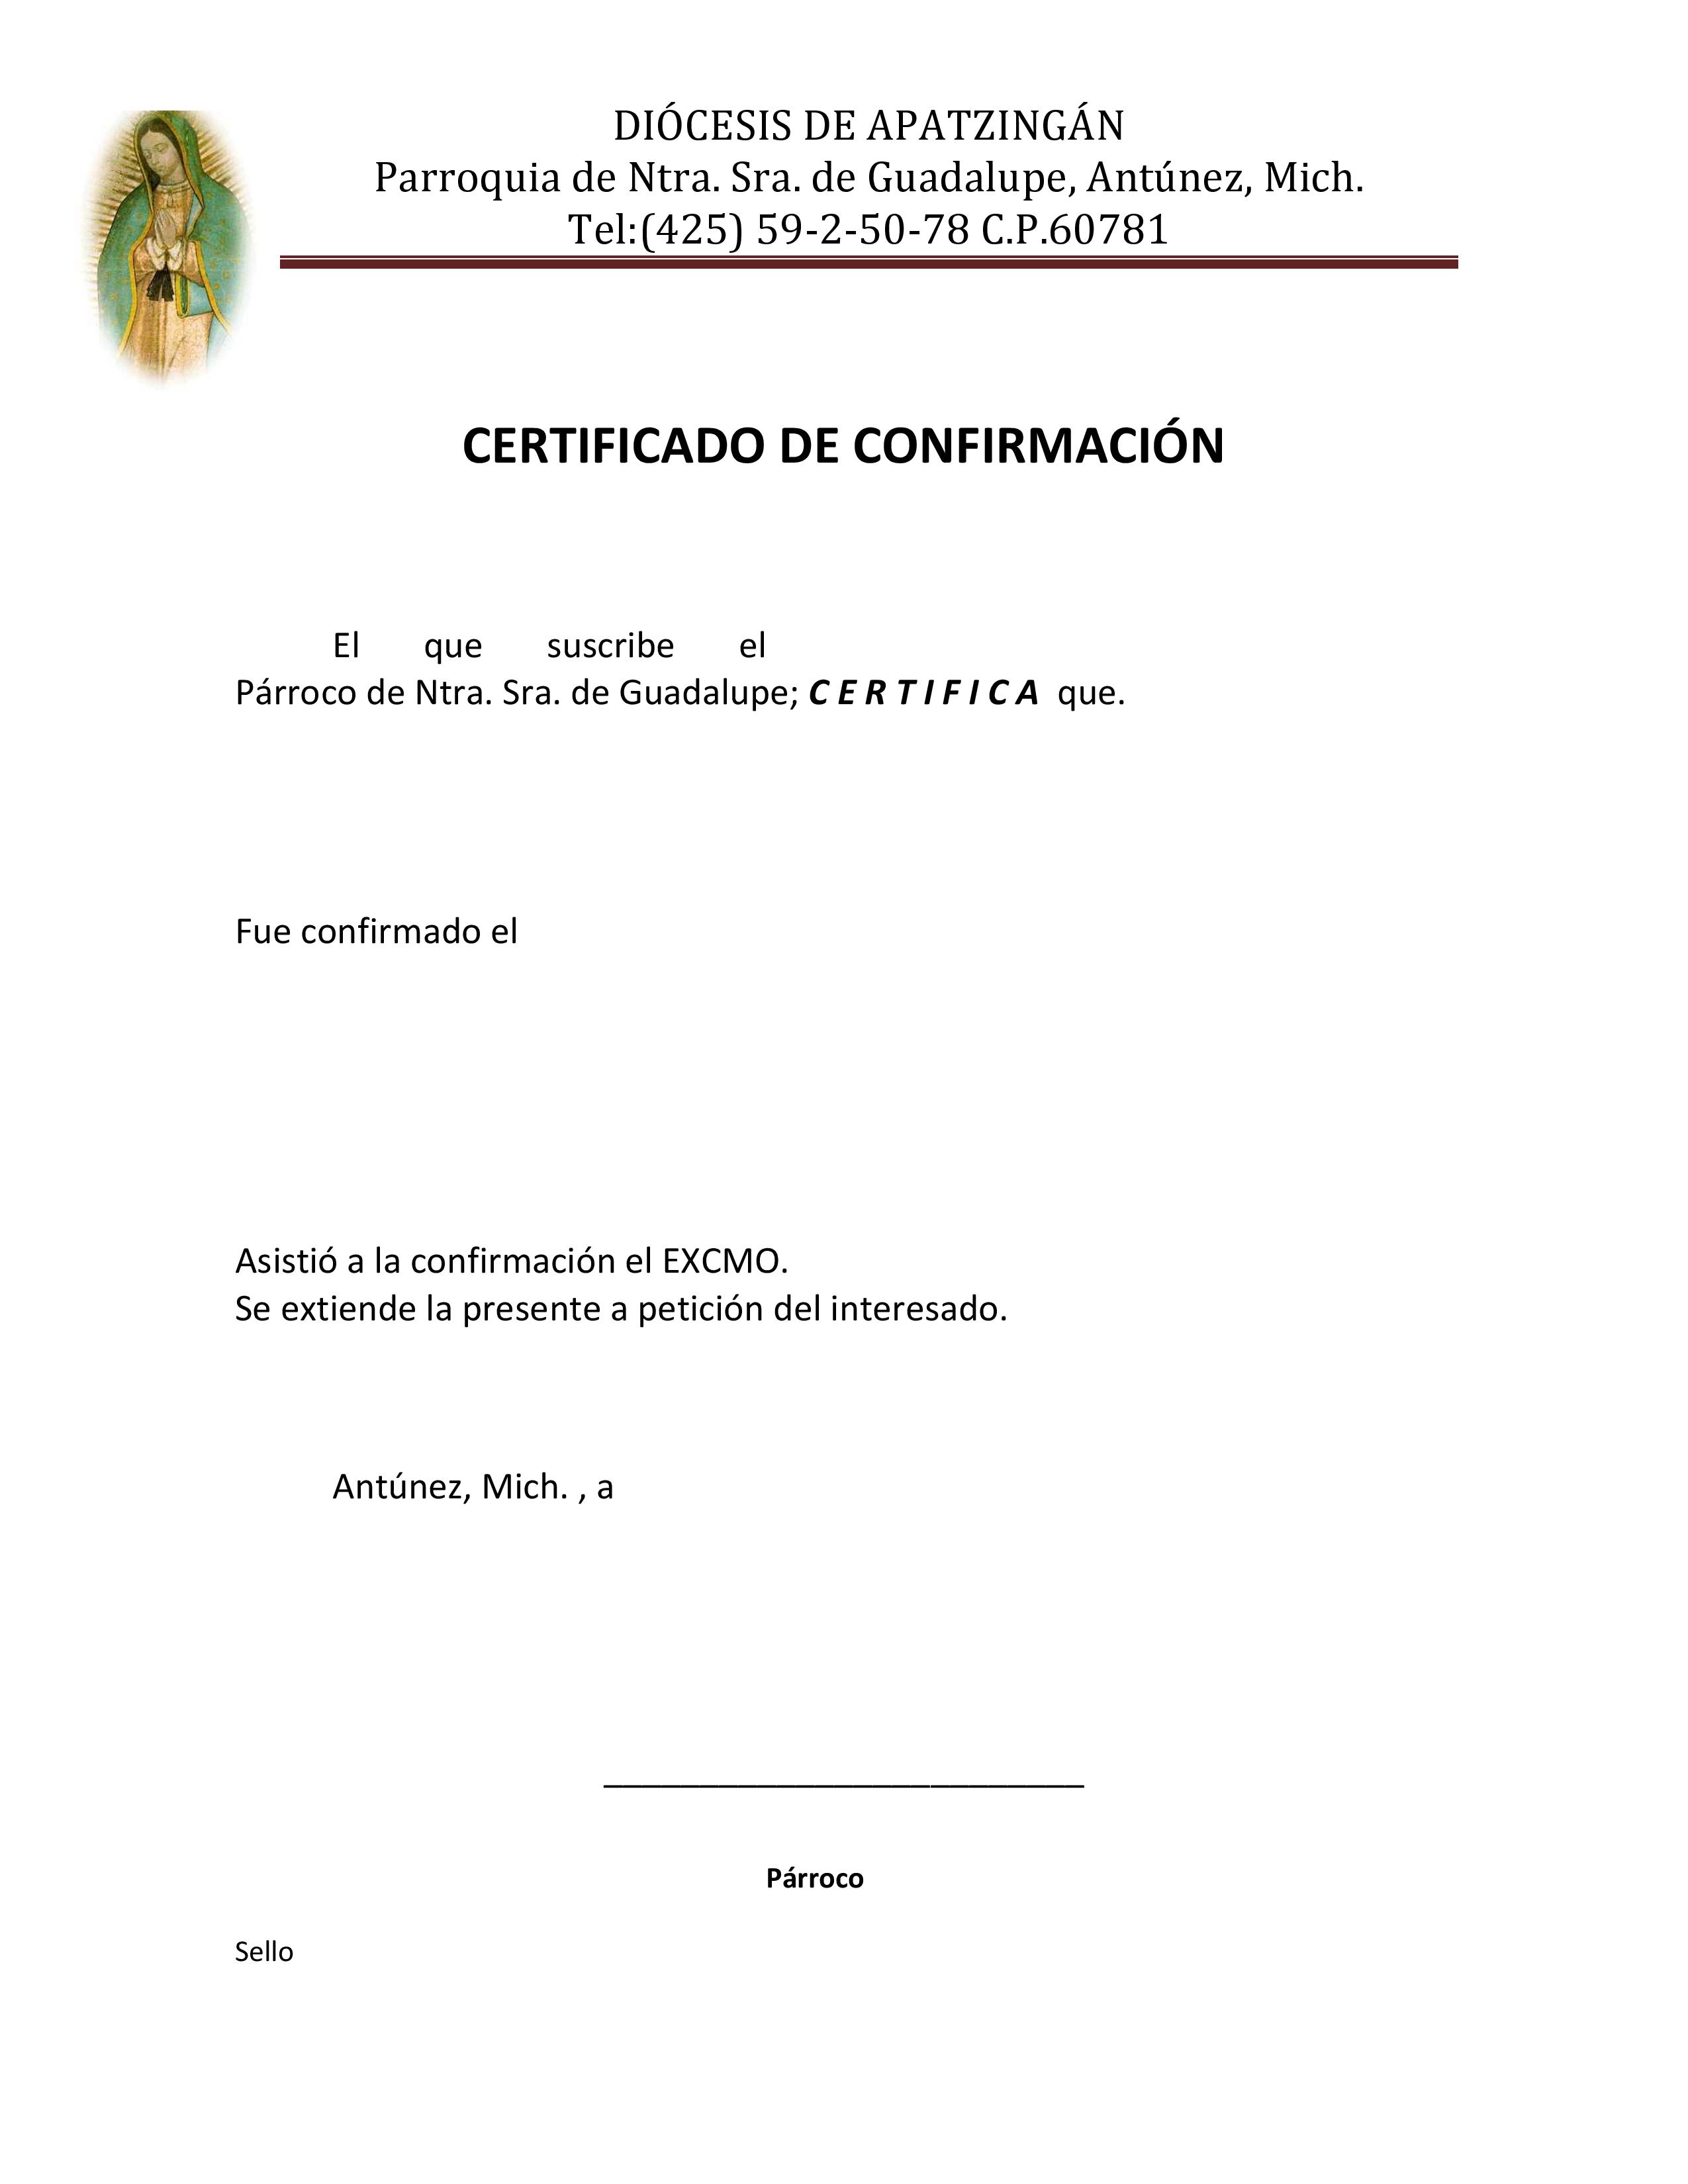 DIÓCESIS DE APATZINGÁN
Parroquia de Ntra. Sra. de Guadalupe, Antúnez, Mich.
Tel:(425) 59-2-50-78 C.P.60781
CERTIFICADO DE CONFIRMACIÓN
El que suscribe el
Párroco de Ntra. Sra. de Guadalupe; C E R T I F I C A que.
Fue confirmado el
Asistió a la confirmación el EXCMO.
Se extiende la presente a petición del interesado.
Antúnez, Mich. , a
_________________________
Párroco
Sello